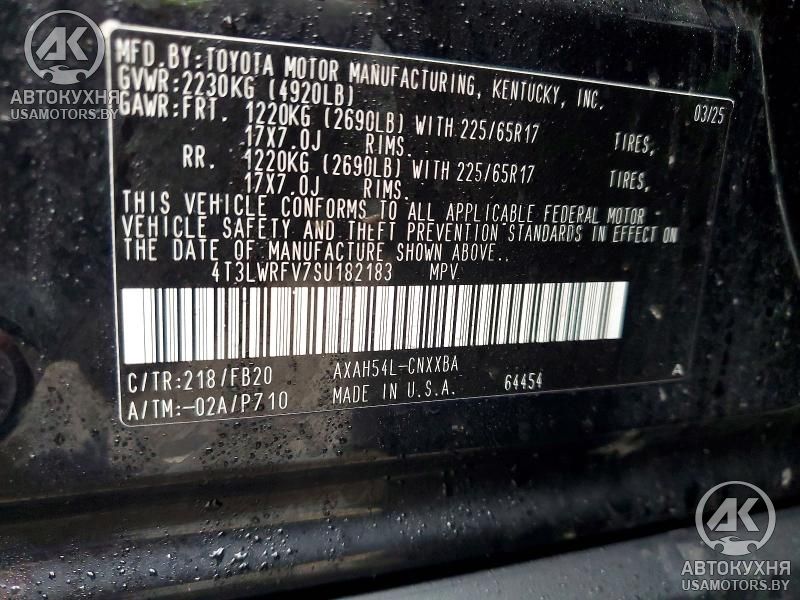 AK
АВТОКУХНЯ
USAMOTORS.BY
MFD.BY:TOYOTA MOTOR MANUFACTURING, KENTUCKY, INC.
GVWR:2230KG (4920LB) 03/25
GAWR:FRT. 1220KG (2690LB) WITH 225/65R17 TIRES,
17X7.0J RIMS.
RR. 1220KG (2690LB) WITH 225/65R17 TIRES,
17X7.0J RIMS.
THIS VEHICLE CONFORMS TO ALL APPLICABLE FEDERAL MOTOR
VEHICLE SAFETY AND THEFT PREVENTION STANDARDS IN EFFECT ON
THE DATE OF MANUFACTURE SHOWN ABOVE.
4T3LWRFV7SU182183 MPV
C/TR:218/FB20 AXAH54L-CNXXBA A
A/TM:-02A/P710 MADE IN U.S.A. 64454
AK
АВТОКУХНЯ
USAMOTORS.BY